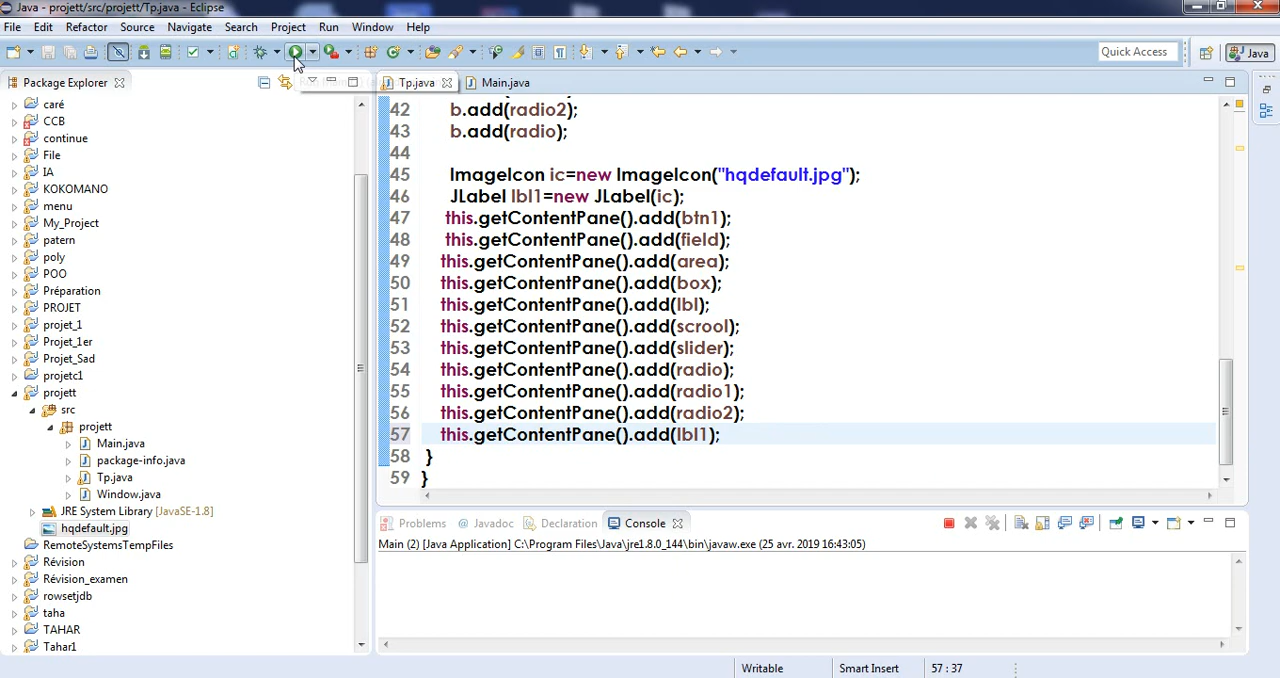 Java - projett/src/projett/Tp.java - Eclipse
File Edit Refactor Source Navigate Search Project Run Window Help
Quick Access
Java
Package Explorer
Tp.java
Main.java
caré
CCB
continue
File
IA
KOKOMANO
menu
My_Project
patern
poly
POO
Préparation
PROJET
projet_1
Projet_1er
Projet_Sad
projetc1
projett
src
projett
Main.java
package-info.java
Tp.java
Window.java
JRE System Library [JavaSE-1.8]
hqdefault.jpg
RemoteSystemsTempFiles
Révision
Révision_examen
rowsetjdb
taha
TAHAR
Tahar1
42 b.add(radio2);
43 b.add(radio);
44
45 ImageIcon ic=new ImageIcon("hqdefault.jpg");
46 JLabel lbl1=new JLabel(ic);
47 this.getContentPane().add(btn1);
48 this.getContentPane().add(field);
49 this.getContentPane().add(area);
50 this.getContentPane().add(box);
51 this.getContentPane().add(lbl);
52 this.getContentPane().add(scrool);
53 this.getContentPane().add(slider);
54 this.getContentPane().add(radio);
55 this.getContentPane().add(radio1);
56 this.getContentPane().add(radio2);
57 this.getContentPane().add(lbl1);
58 }
59 }
Problems @ Javadoc Declaration Console
Main (2) [Java Application] C:\Program Files\Java\jre1.8.0_144\bin\javaw.exe (25 avr. 2019 16:43:05)
Writable Smart Insert 57 : 37